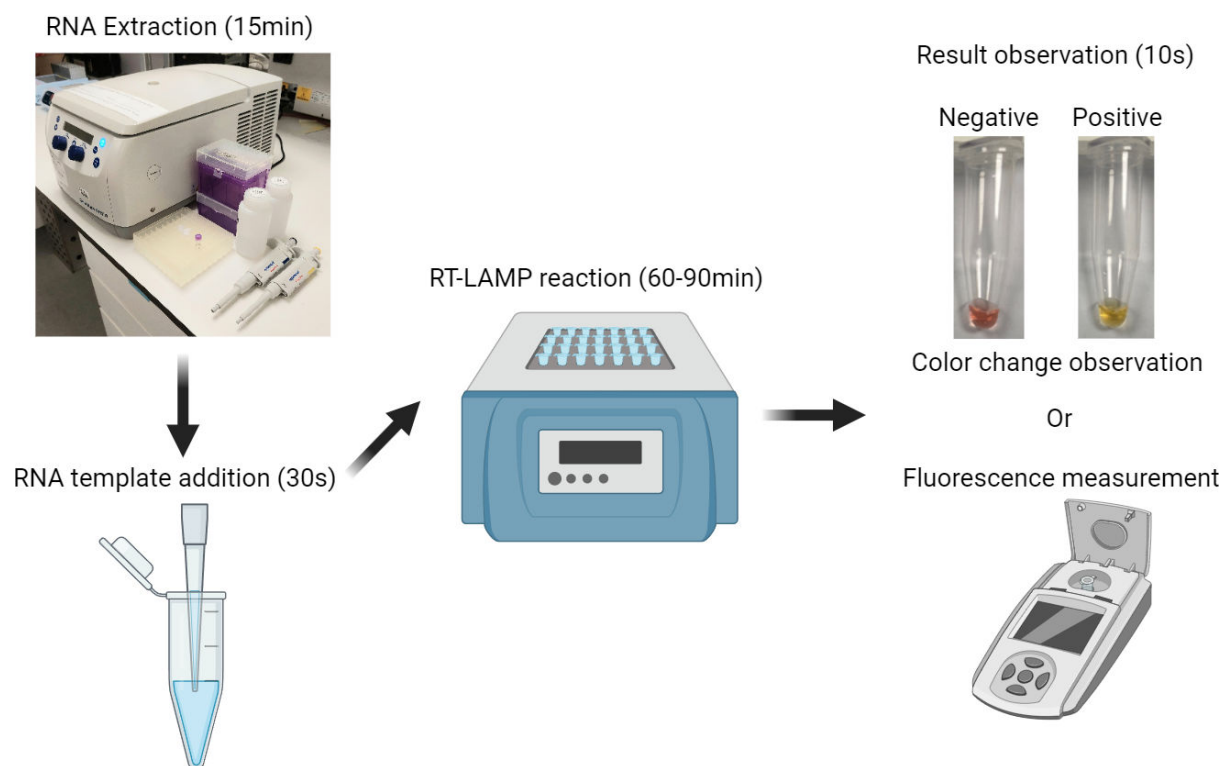 RNA Extraction (15min)
RNA template addition (30s)
RT-LAMP reaction (60-90min)
Result observation (10s)
Negative
Positive
Color change observation
Or
Fluorescence measurement